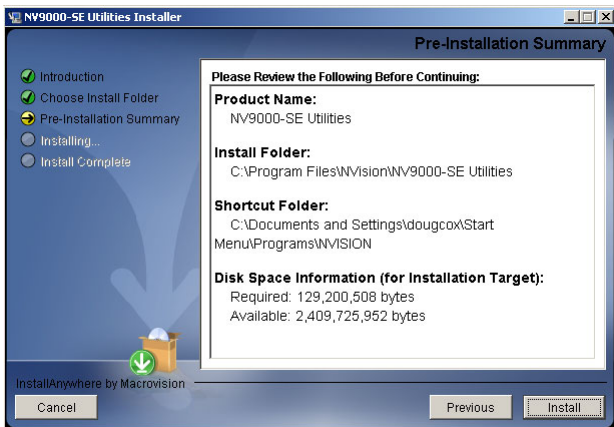 NV9000-SE Utilities Installer
Pre-Installation Summary
Introduction
Choose Install Folder
Pre-Installation Summary
Installing...
Install Complete
Please Review the Following Before Continuing:
Product Name:
NV9000-SE Utilities
Install Folder:
C:\Program Files\NVision\NV9000-SE Utilities
Shortcut Folder:
C:\Documents and Settings\dougcox\Start
Menu\Programs\NVISION
Disk Space Information (for Installation Target):
Required: 129,200,508 bytes
Available: 2,409,725,952 bytes
InstallAnywhere by Macrovision
Cancel
Previous
Install